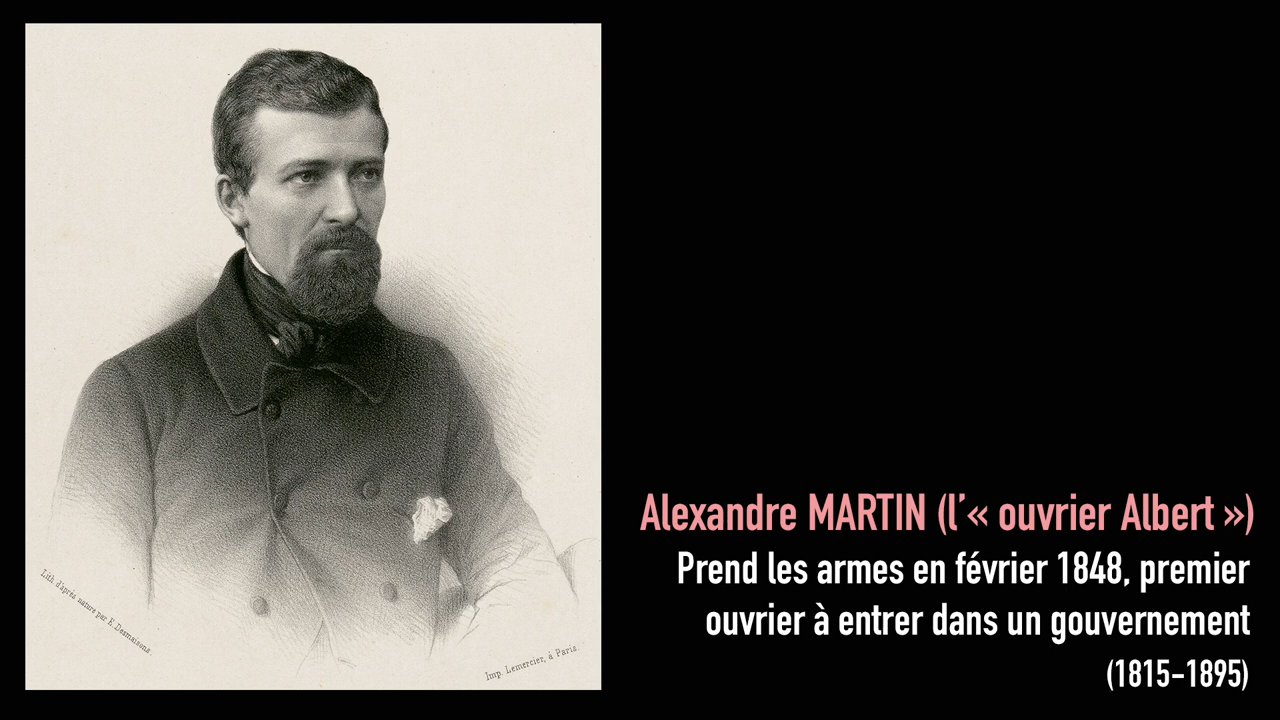 Lith. d'après nature par E. Desmaisons.
Imp. Lemercier, à Paris.
Alexandre MARTIN (l'« ouvrier Albert »)
Prend les armes en février 1848, premier
ouvrier à entrer dans un gouvernement
(1815-1895)